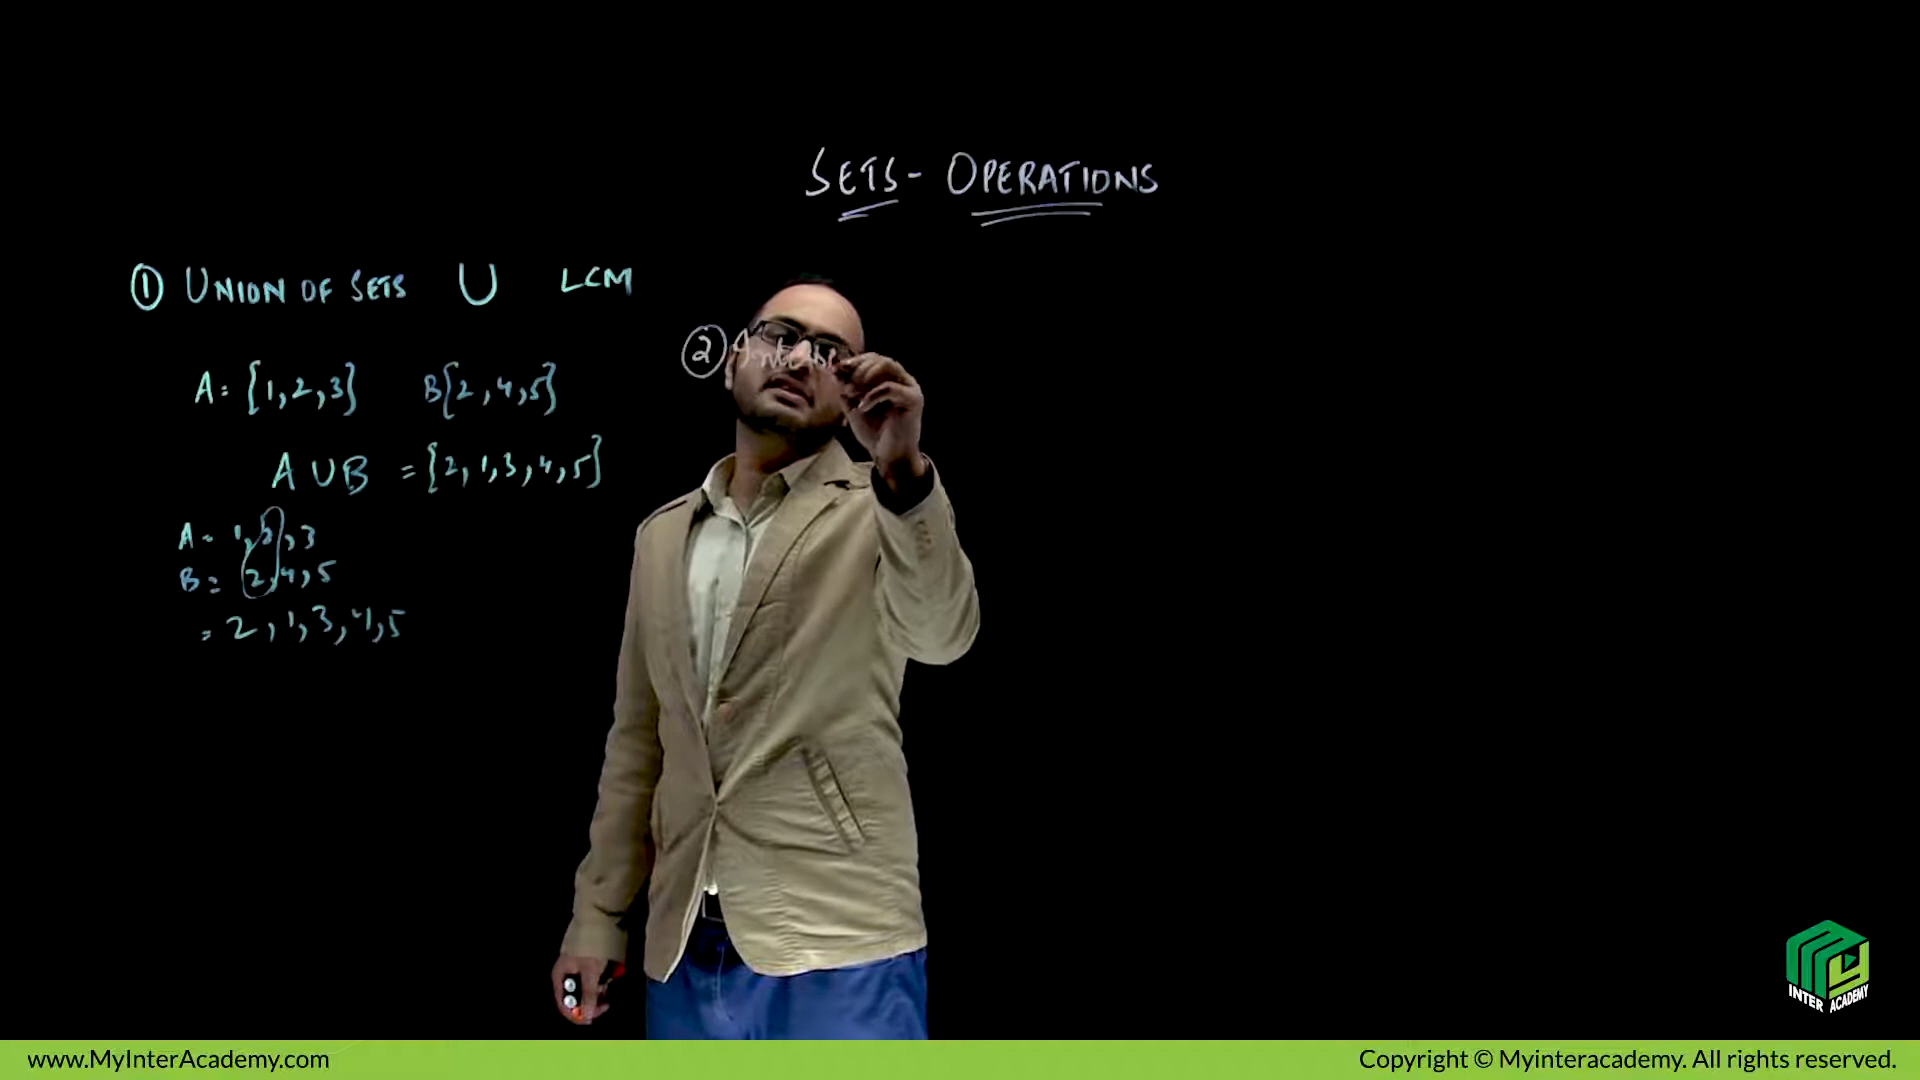 SETS - OPERATIONS
① UNION OF SETS U LCM
A = {1, 2, 3} B{2, 4, 5}
A U B = {2, 1, 3, 4, 5}
A = 1, 2, 3
B = 2, 4, 5
= 2, 1, 3, 4, 5
②
INTER ACADEMY
www.MyInterAcademy.com
Copyright © Myinteracademy. All rights reserved.